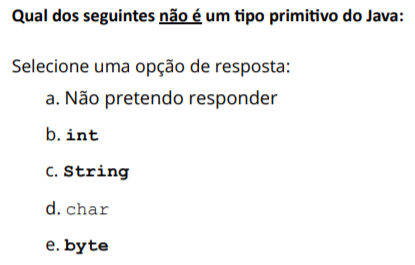 Qual dos seguintes não é um tipo primitivo do Java:
Selecione uma opção de resposta:
a. Não pretendo responder
b. int
c. String
d. char
e. byte